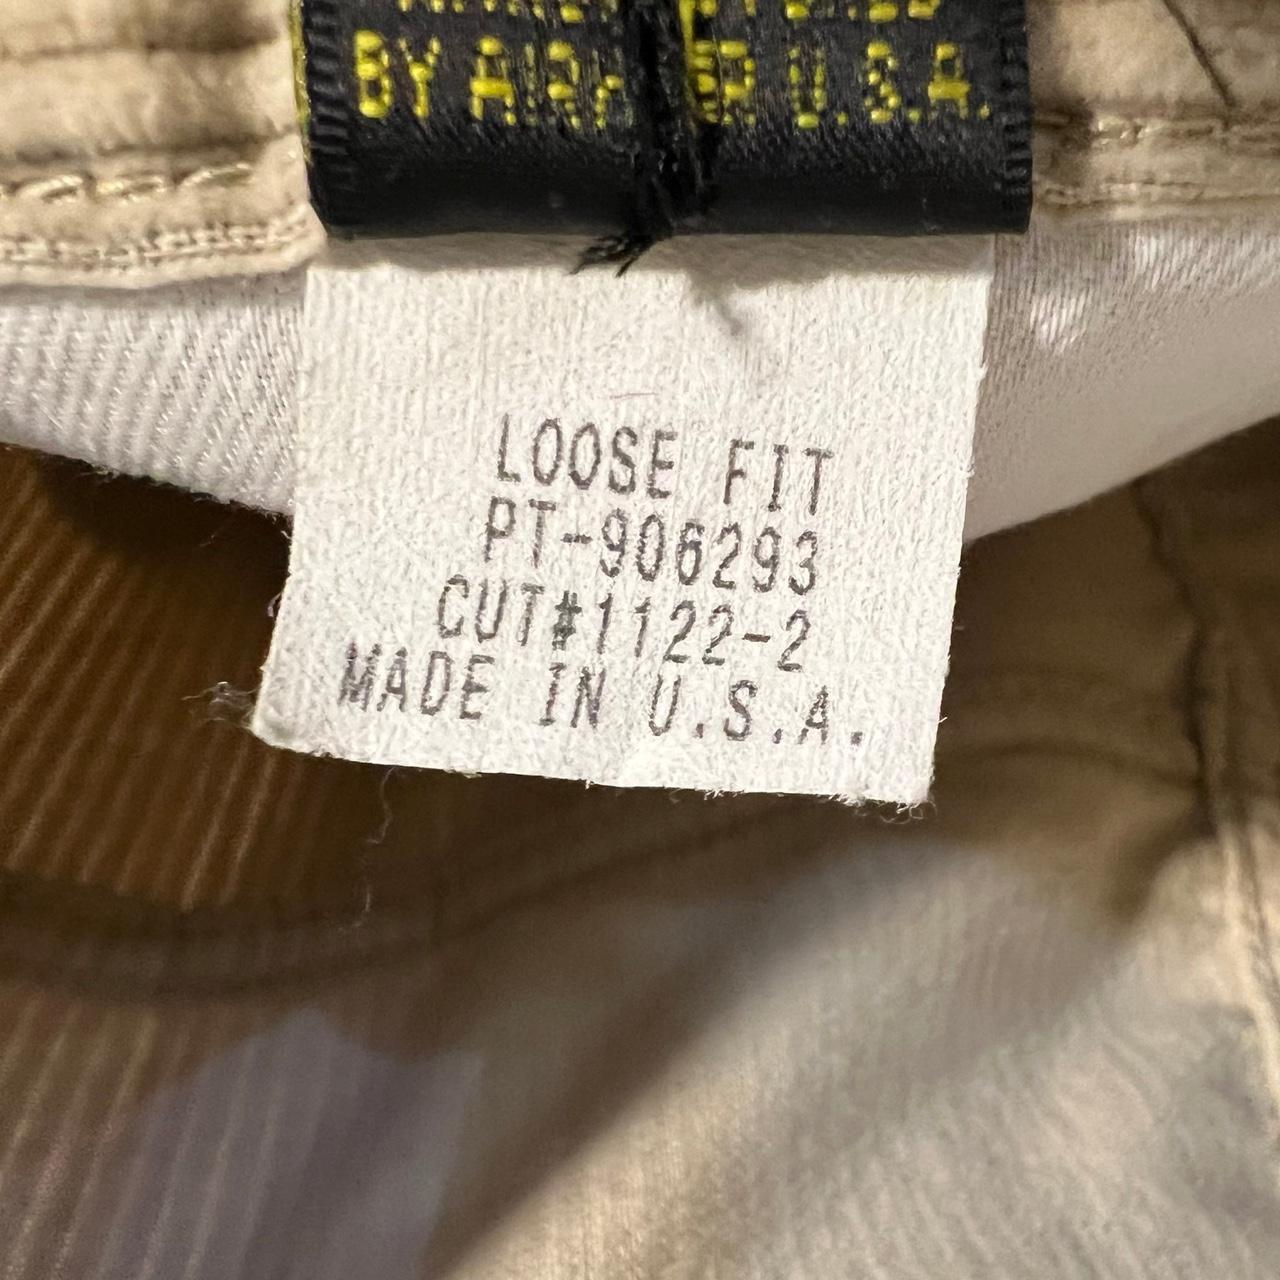 BY U.S.A.
LOOSE FIT
PT-906293
CUT#1122-2
MADE IN U.S.A.